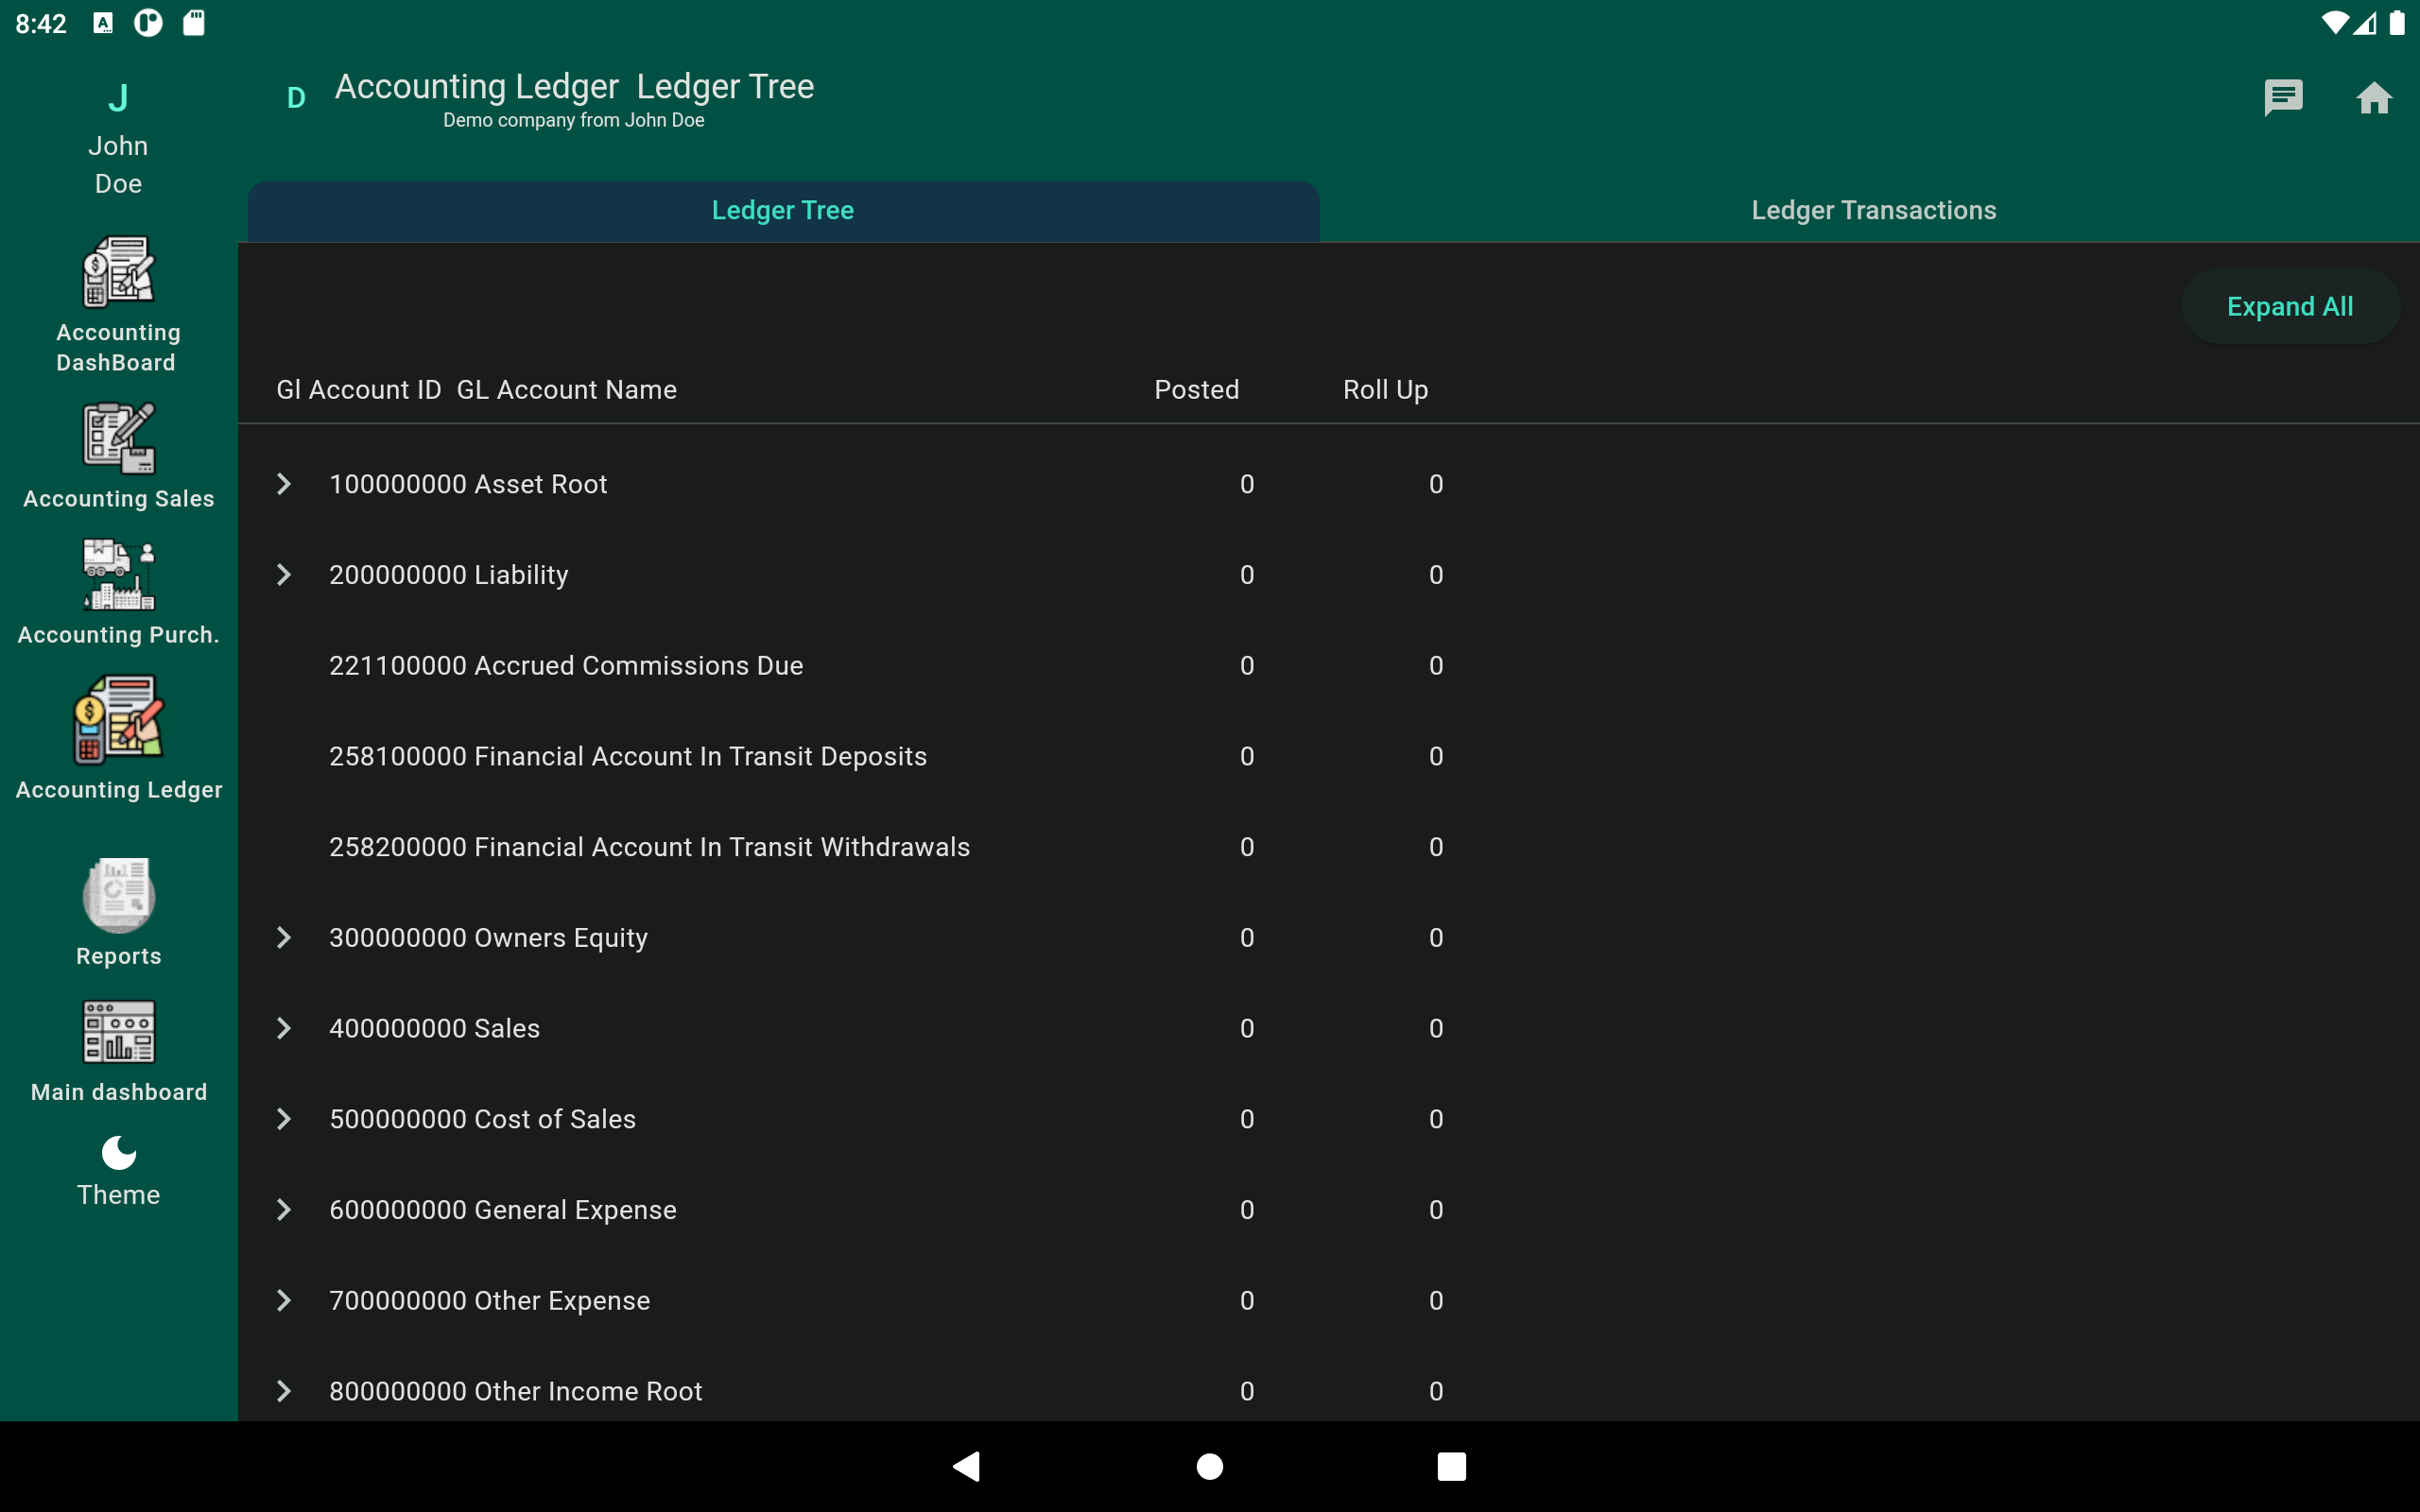 8:42
J
John
Doe
Accounting
DashBoard
Accounting Sales
Accounting Purch.
Accounting Ledger
Reports
Main dashboard
Theme
D
Accounting Ledger Ledger Tree
Demo company from John Doe
Ledger Tree
Ledger Transactions
Expand All
Gl Account ID GL Account Name Posted Roll Up
100000000 Asset Root 0 0
200000000 Liability 0 0
221100000 Accrued Commissions Due 0 0
258100000 Financial Account In Transit Deposits 0 0
258200000 Financial Account In Transit Withdrawals 0 0
300000000 Owners Equity 0 0
400000000 Sales 0 0
500000000 Cost of Sales 0 0
600000000 General Expense 0 0
700000000 Other Expense 0 0
800000000 Other Income Root 0 0